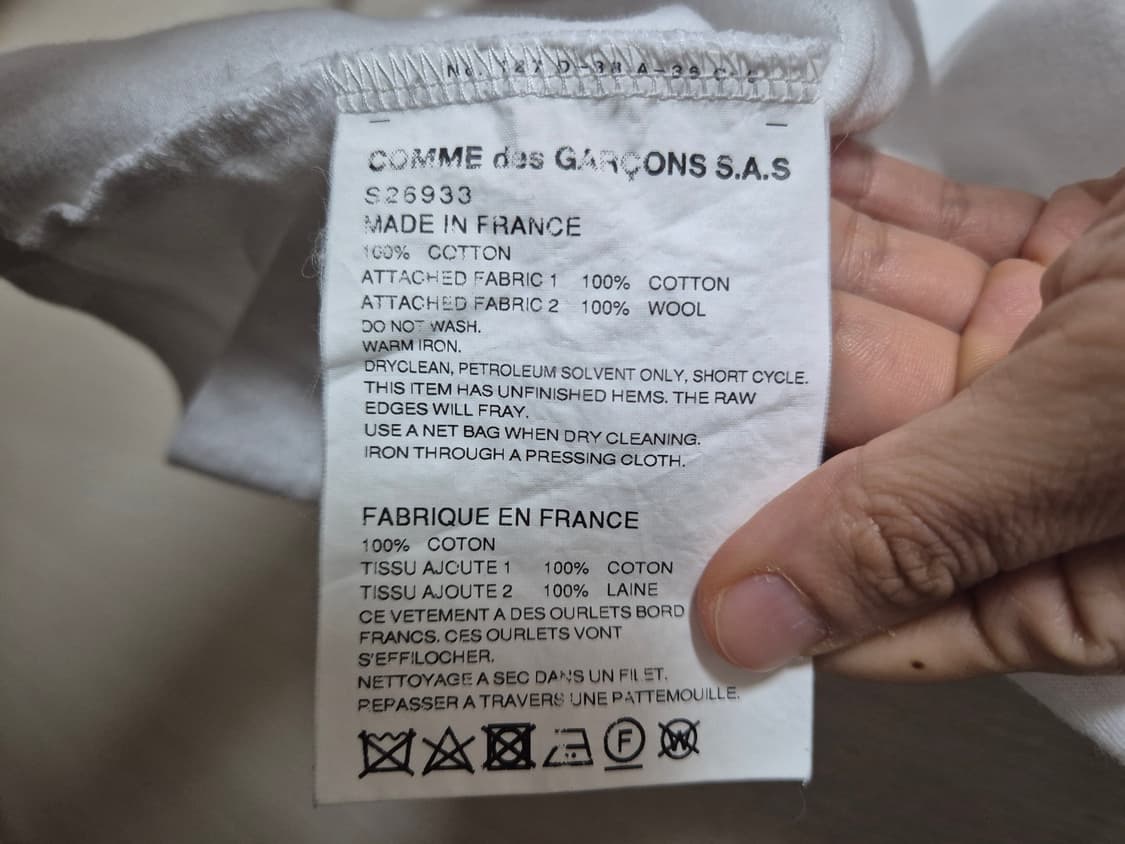 No.
COMME des GARÇONS S.A.S
S26933
MADE IN FRANCE
100% COTTON
ATTACHED FABRIC 1 100% COTTON
ATTACHED FABRIC 2 100% WOOL
DO NOT WASH.
WARM IRON.
DRYCLEAN, PETROLEUM SOLVENT ONLY, SHORT CYCLE.
THIS ITEM HAS UNFINISHED HEMS. THE RAW
EDGES WILL FRAY.
USE A NET BAG WHEN DRY CLEANING.
IRON THROUGH A PRESSING CLOTH.
FABRIQUE EN FRANCE
100% COTON
TISSU AJOUTE 1 100% COTON
TISSU AJOUTE 2 100% LAINE
CE VETEMENT A DES OURLETS BORD
FRANCS. CES OURLETS VONT
S'EFFILOCHER.
NETTOYAGE A SEC DANS UN FILET.
REPASSER A TRAVERS UNE PATTEMOUILLE.
F W